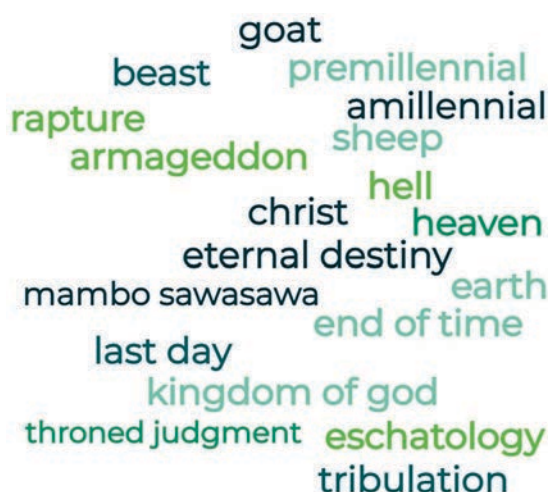 goat
beast
premillennial
rapture
amillennial
armageddon
sheep
hell
christ
heaven
eternal destiny
mambo sawasawa
earth
end of time
last day
kingdom of god
throned judgment
eschatology
tribulation